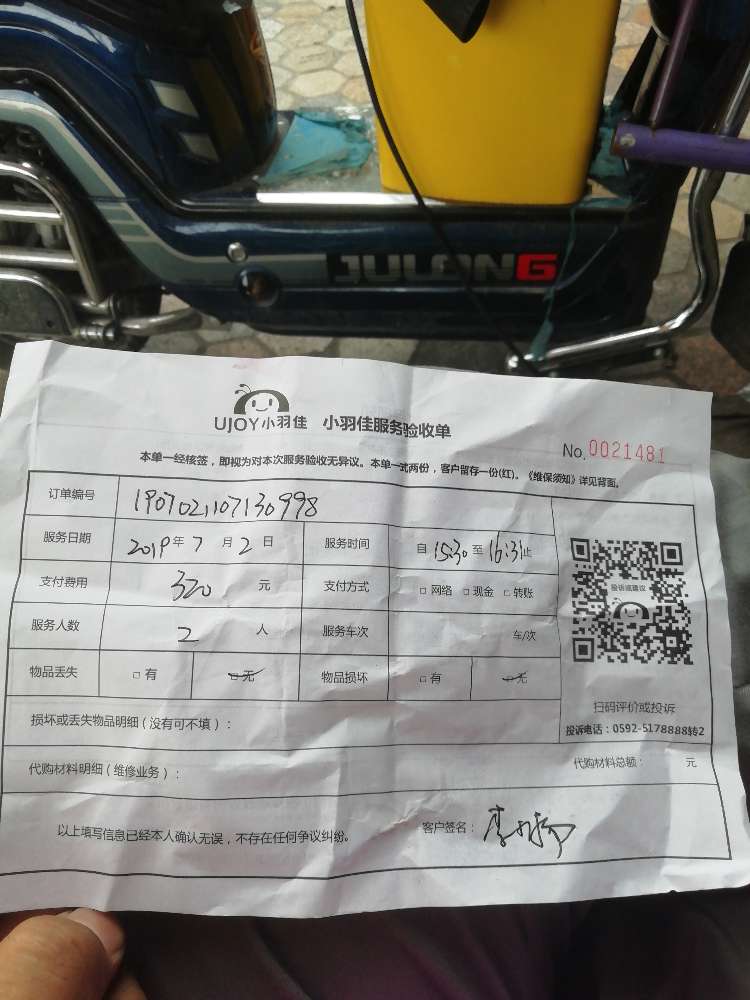 JULONG
UJOY小羽佳 小羽佳服务验收单
No. 0021481
本单一经核签，即视为对本次服务验收无异议。本单一式两份，客户留存一份(红)。《维保须知》详见背面。
订单编号 1907021107130998
服务日期 2019年7月2日 服务时间 自15:30至16:31止
支付费用 320 元 支付方式 □网络 □现金 □转账
服务人数 2 人 服务车次 车/次
物品丢失 □有 □无 物品损坏 □有 □无
投诉或建议
扫码评价或投诉
投诉电话：0592-5178888转2
损坏或丢失物品明细（没有可不填）：
代购材料明细（维修业务）： 代购材料总额： 元
以上填写信息已经本人确认无误，不存在任何争议纠纷。 客户签名：